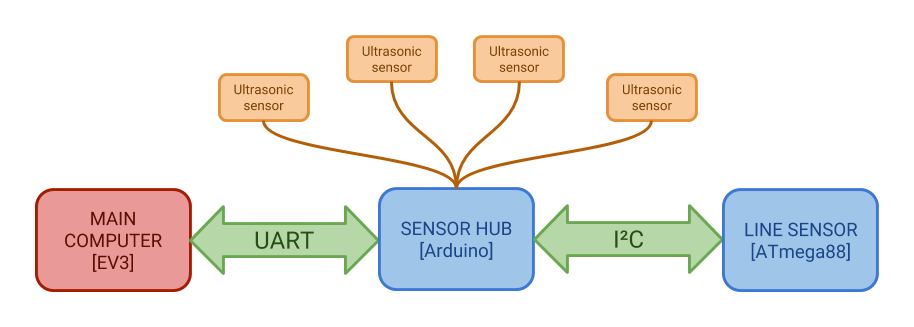 Ultrasonic
sensor
Ultrasonic
sensor
Ultrasonic
sensor
Ultrasonic
sensor
MAIN
COMPUTER
[EV3]
UART
SENSOR HUB
[Arduino]
I²C
LINE SENSOR
[ATmega88]